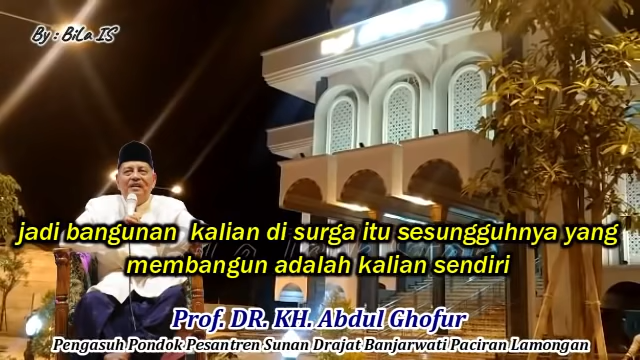 By : BiLa IS
jadi bangunan kalian di surga itu sesungguhnya yang
membangun adalah kalian sendiri
Prof. DR. KH. Abdul Ghofur
Pengasuh Pondok Pesantren Sunan Drajat Banjarwati Paciran Lamongan